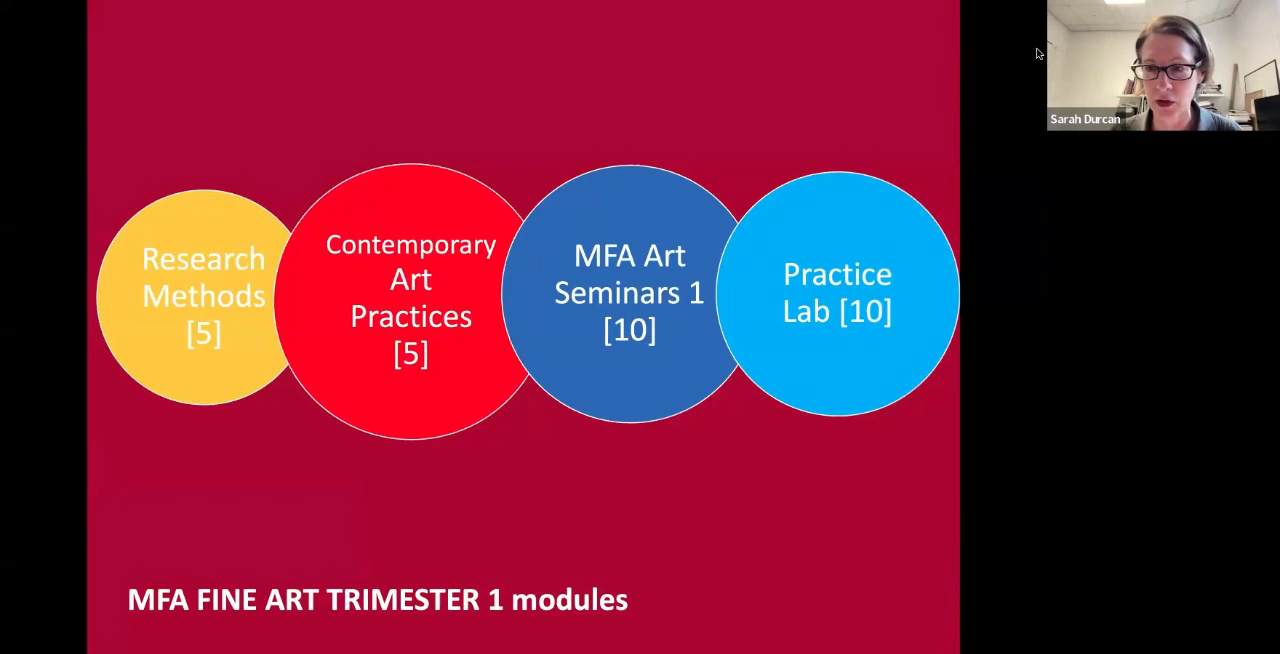 Sarah Durcan
Research
Methods
[5]
Contemporary
Art
Practices
[5]
MFA Art
Seminars 1
[10]
Practice
Lab [10]
MFA FINE ART TRIMESTER 1 modules